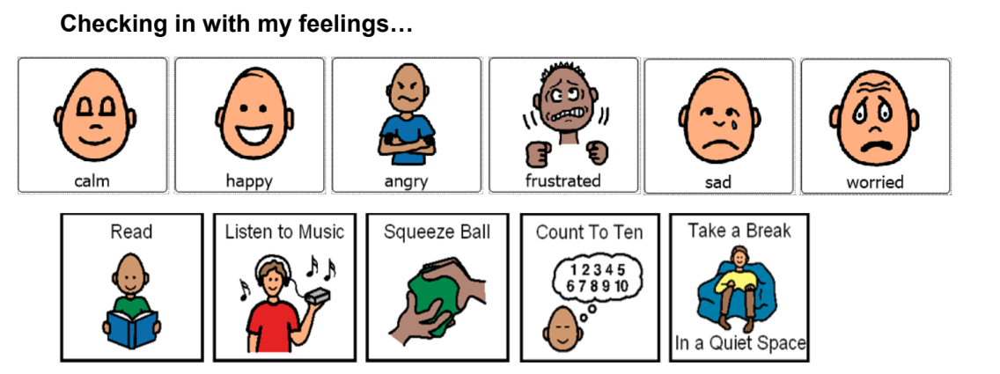 Checking in with my feelings…
calm
happy
angry
frustrated
sad
worried
Read
Listen to Music
Squeeze Ball
Count To Ten
1 2 3 4 5
6 7 8 9 10
Take a Break
In a Quiet Space